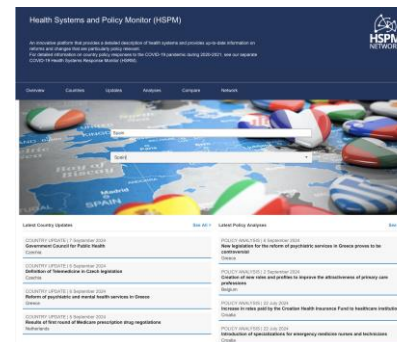 Health Systems and Policy Monitor (HSPM)
An innovative platform that provides a detailed description of health systems and provides up-to-date information on
reforms and changes that are particularly policy relevant.
For detailed information on country policy responses to the COVID-19 pandemic during 2020-2021, see our separate
COVID-19 Health Systems Response Monitor (HSRM).
HSPM
NETWORK
Overview Countries Updates Analyses Compare Network
Spain
Spain
Bay of
Biscay
Madrid
SPAIN
Latest Country Updates See All
COUNTRY UPDATE | 7 September 2024
Government Council for Public Health
Czechia
COUNTRY UPDATE | 6 September 2024
Definition of Telemedicine in Czech legislation
Czechia
COUNTRY UPDATE | 5 September 2024
Reform of psychiatric and mental health services in Greece
Greece
COUNTRY UPDATE | 5 September 2024
Results of first round of Medicare prescription drug negotiations
Netherlands
Latest Policy Analyses See
POLICY ANALYSIS | 4 September 2024
New legislation for the reform of psychiatric services in Greece proves to be
controversial
Greece
POLICY ANALYSIS | 2 September 2024
Creation of new roles and profiles to improve the attractiveness of primary care
professions
Belgium
POLICY ANALYSIS | 22 July 2024
Increase in rates paid by the Croatian Health Insurance Fund to healthcare institutio
Croatia
POLICY ANALYSIS | 22 July 2024
Introduction of specializations for emergency medicine nurses and technicians
Croatia